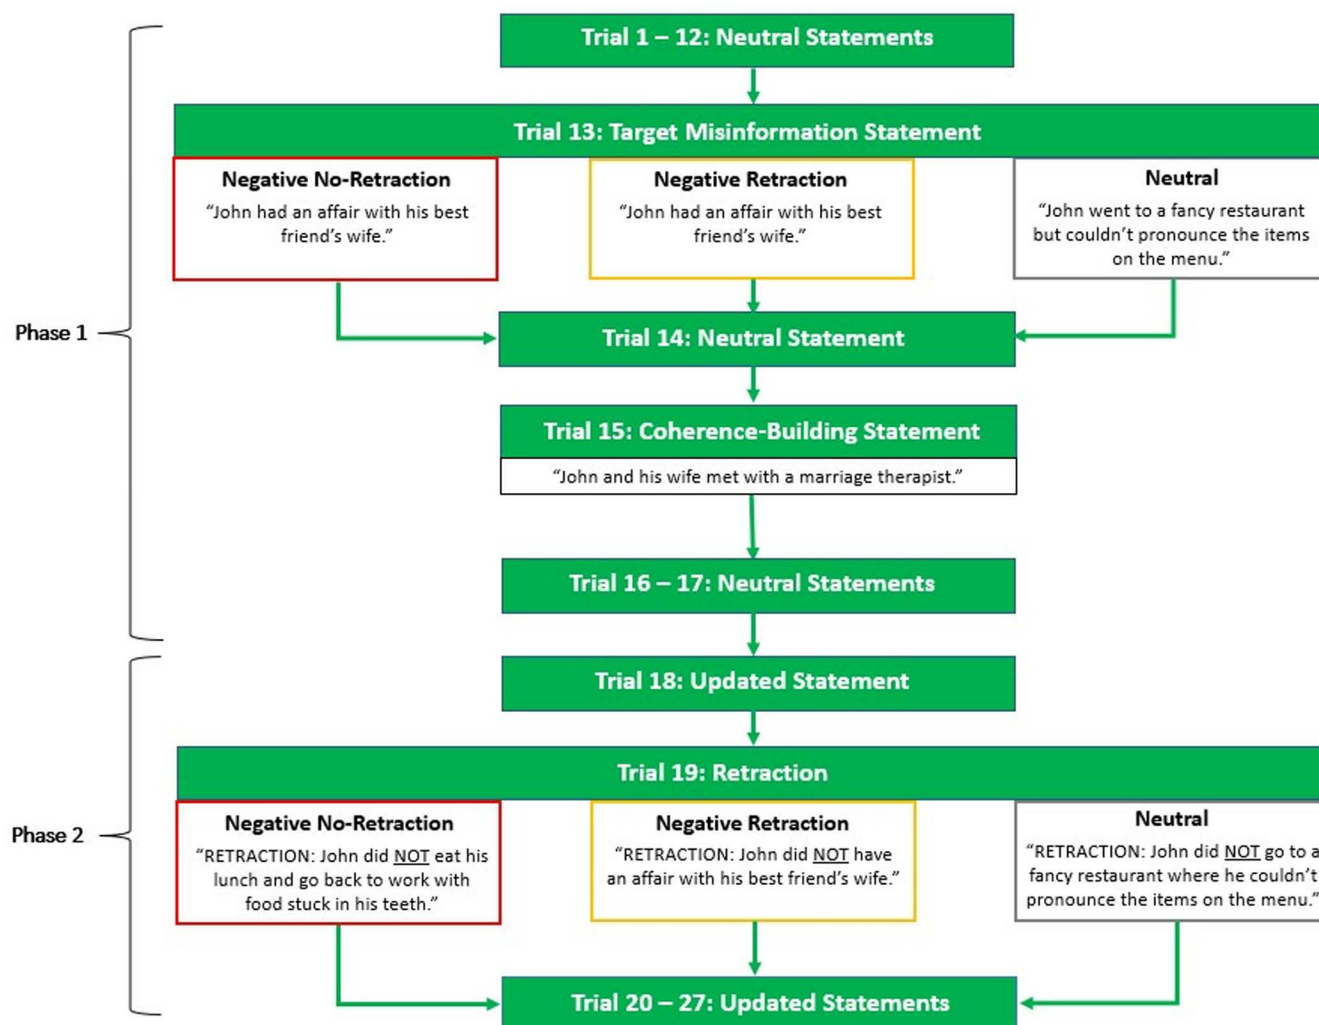 Trial 1 – 12: Neutral Statements
Trial 13: Target Misinformation Statement
Negative No-Retraction
“John had an affair with his best
friend’s wife.”
Negative Retraction
“John had an affair with his best
friend’s wife.”
Neutral
“John went to a fancy restaurant
but couldn’t pronounce the items
on the menu.”
Phase 1
Trial 14: Neutral Statement
Trial 15: Coherence-Building Statement
“John and his wife met with a marriage therapist.”
Trial 16 – 17: Neutral Statements
Trial 18: Updated Statement
Trial 19: Retraction
Phase 2
Negative No-Retraction
“RETRACTION: John did NOT eat his
lunch and go back to work with
food stuck in his teeth.”
Negative Retraction
“RETRACTION: John did NOT have
an affair with his best friend’s wife.”
Neutral
“RETRACTION: John did NOT go to a
fancy restaurant where he couldn’t
pronounce the items on the menu.”
Trial 20 – 27: Updated Statements